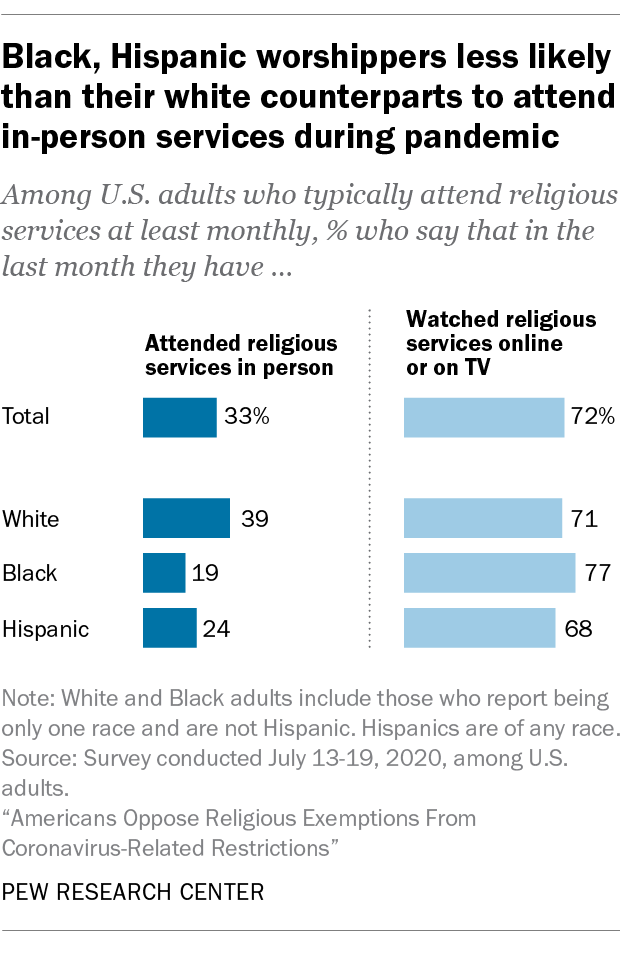 Black, Hispanic worshippers less likely
than their white counterparts to attend
in-person services during pandemic
Among U.S. adults who typically attend religious
services at least monthly, % who say that in the
last month they have ...
Attended religious
services in person
Watched religious
services online
or on TV
Total 33% 72%
White 39 71
Black 19 77
Hispanic 24 68
Note: White and Black adults include those who report being
only one race and are not Hispanic. Hispanics are of any race.
Source: Survey conducted July 13-19, 2020, among U.S.
adults.
“Americans Oppose Religious Exemptions From
Coronavirus-Related Restrictions”
PEW RESEARCH CENTER